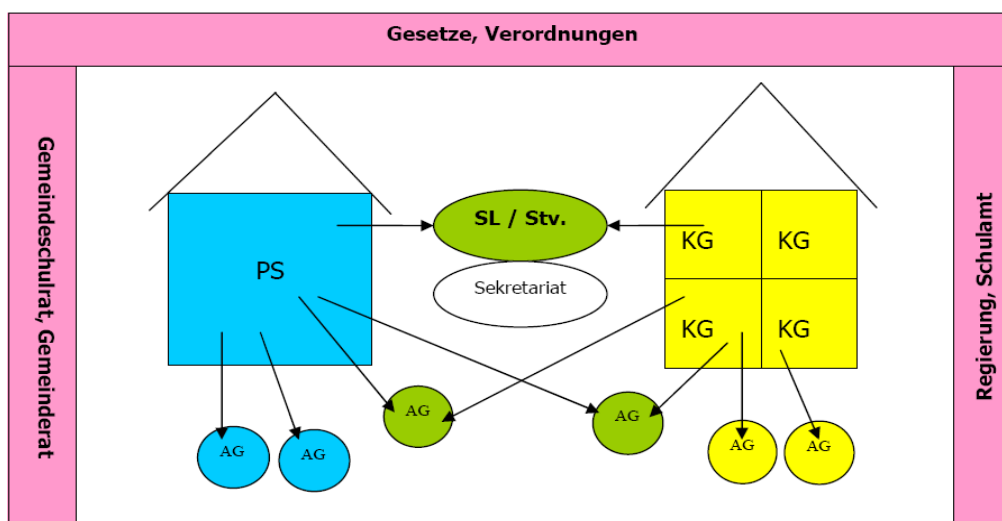 Gesetze, Verordnungen
Gemeindeschulrat, Gemeinderat
Regierung, Schulamt
SL / Stv.
Sekretariat
PS
KG KG
KG KG
AG AG
AG AG AG AG